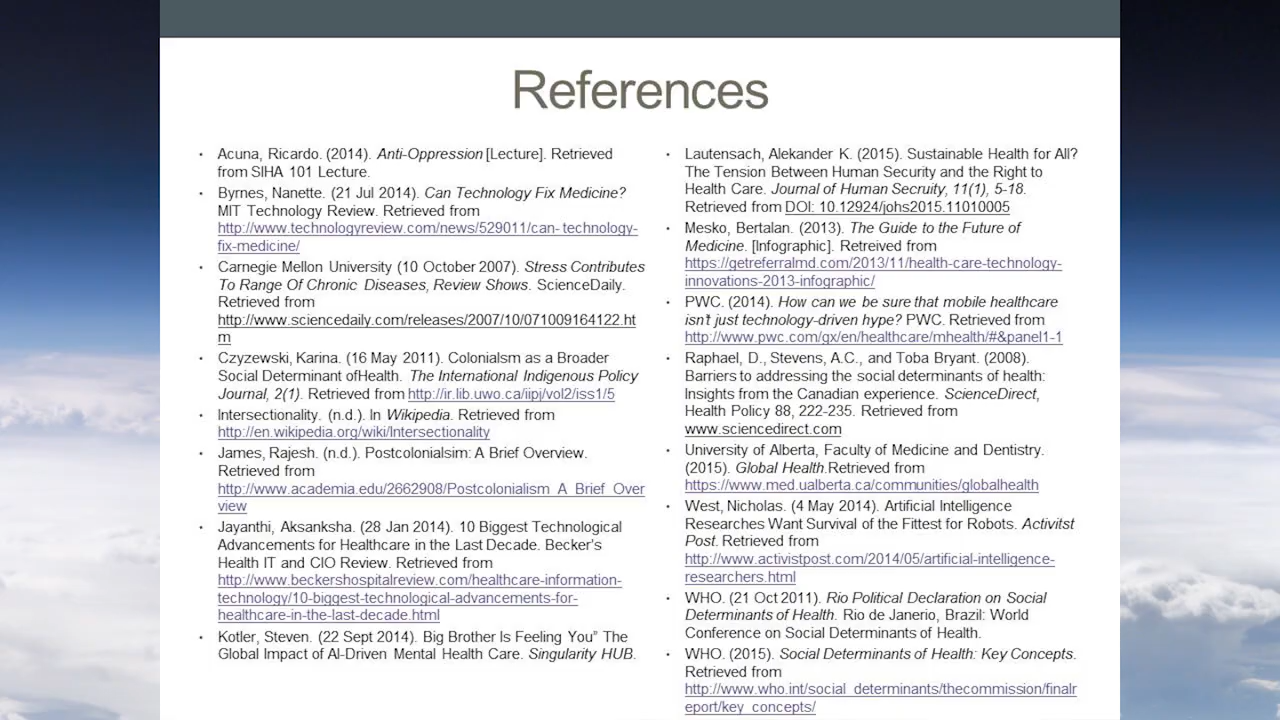 References
Acuna, Ricardo. (2014). Anti-Oppression [Lecture]. Retrieved
from SIHA 101 Lecture.
Byrnes, Nanette. (21 Jul 2014). Can Technology Fix Medicine?
MIT Technology Review. Retrieved from
http://www.technologyreview.com/news/529011/can-technology-
fix-medicine/
Carnegie Mellon University (10 October 2007). Stress Contributes
To Range Of Chronic Diseases, Review Shows. ScienceDaily.
Retrieved from
http://www.sciencedaily.com/releases/2007/10/071009164122.ht
m
Czyzewski, Karina. (16 May 2011). Colonialsm as a Broader
Social Determinant ofHealth. The International Indigenous Policy
Journal, 2(1). Retrieved from http://ir.lib.uwo.ca/iipj/vol2/iss1/5
Intersectionality. (n.d.). In Wikipedia. Retrieved from
http://en.wikipedia.org/wiki/Intersectionality
James, Rajesh. (n.d.). Postcolonialsim: A Brief Overview.
Retrieved from
http://www.academia.edu/2662908/Postcolonialism_A_Brief_Over
view
Jayanthi, Aksanksha. (28 Jan 2014). 10 Biggest Technological
Advancements for Healthcare in the Last Decade. Becker's
Health IT and CIO Review. Retrieved from
http://www.beckershospitalreview.com/healthcare-information-
technology/10-biggest-technological-advancements-for-
healthcare-in-the-last-decade.html
Kotler, Steven. (22 Sept 2014). Big Brother Is Feeling You” The
Global Impact of AI-Driven Mental Health Care. Singularity HUB.
Lautensach, Alekander K. (2015). Sustainable Health for All?
The Tension Between Human Security and the Right to
Health Care. Journal of Human Secruity, 11(1), 5-18.
Retrieved from DOI: 10.12924/johs2015.11010005
Mesko, Bertalan. (2013). The Guide to the Future of
Medicine. [Infographic]. Retreived from
https://getreferralmd.com/2013/11/health-care-technology-
innovations-2013-infographic/
PWC. (2014). How can we be sure that mobile healthcare
isn't just technology-driven hype? PWC. Retrieved from
http://www.pwc.com/gx/en/healthcare/mhealth/#&panel1-1
Raphael, D., Stevens, A.C., and Toba Bryant. (2008).
Barriers to addressing the social determinants of health:
Insights from the Canadian experience. ScienceDirect,
Health Policy 88, 222-235. Retrieved from
www.sciencedirect.com
University of Alberta, Faculty of Medicine and Dentistry.
(2015). Global Health.Retrieved from
https://www.med.ualberta.ca/communities/globalhealth
West, Nicholas. (4 May 2014). Artificial Intelligence
Researches Want Survival of the Fittest for Robots. Activitst
Post. Retrieved from
http://www.activistpost.com/2014/05/artificial-intelligence-
researchers.html
WHO. (21 Oct 2011). Rio Political Declaration on Social
Determinants of Health. Rio de Janerio, Brazil: World
Conference on Social Determinants of Health.
WHO. (2015). Social Determinants of Health: Key Concepts.
Retrieved from
http://www.who.int/social_determinants/thecommission/finalr
eport/key_concepts/